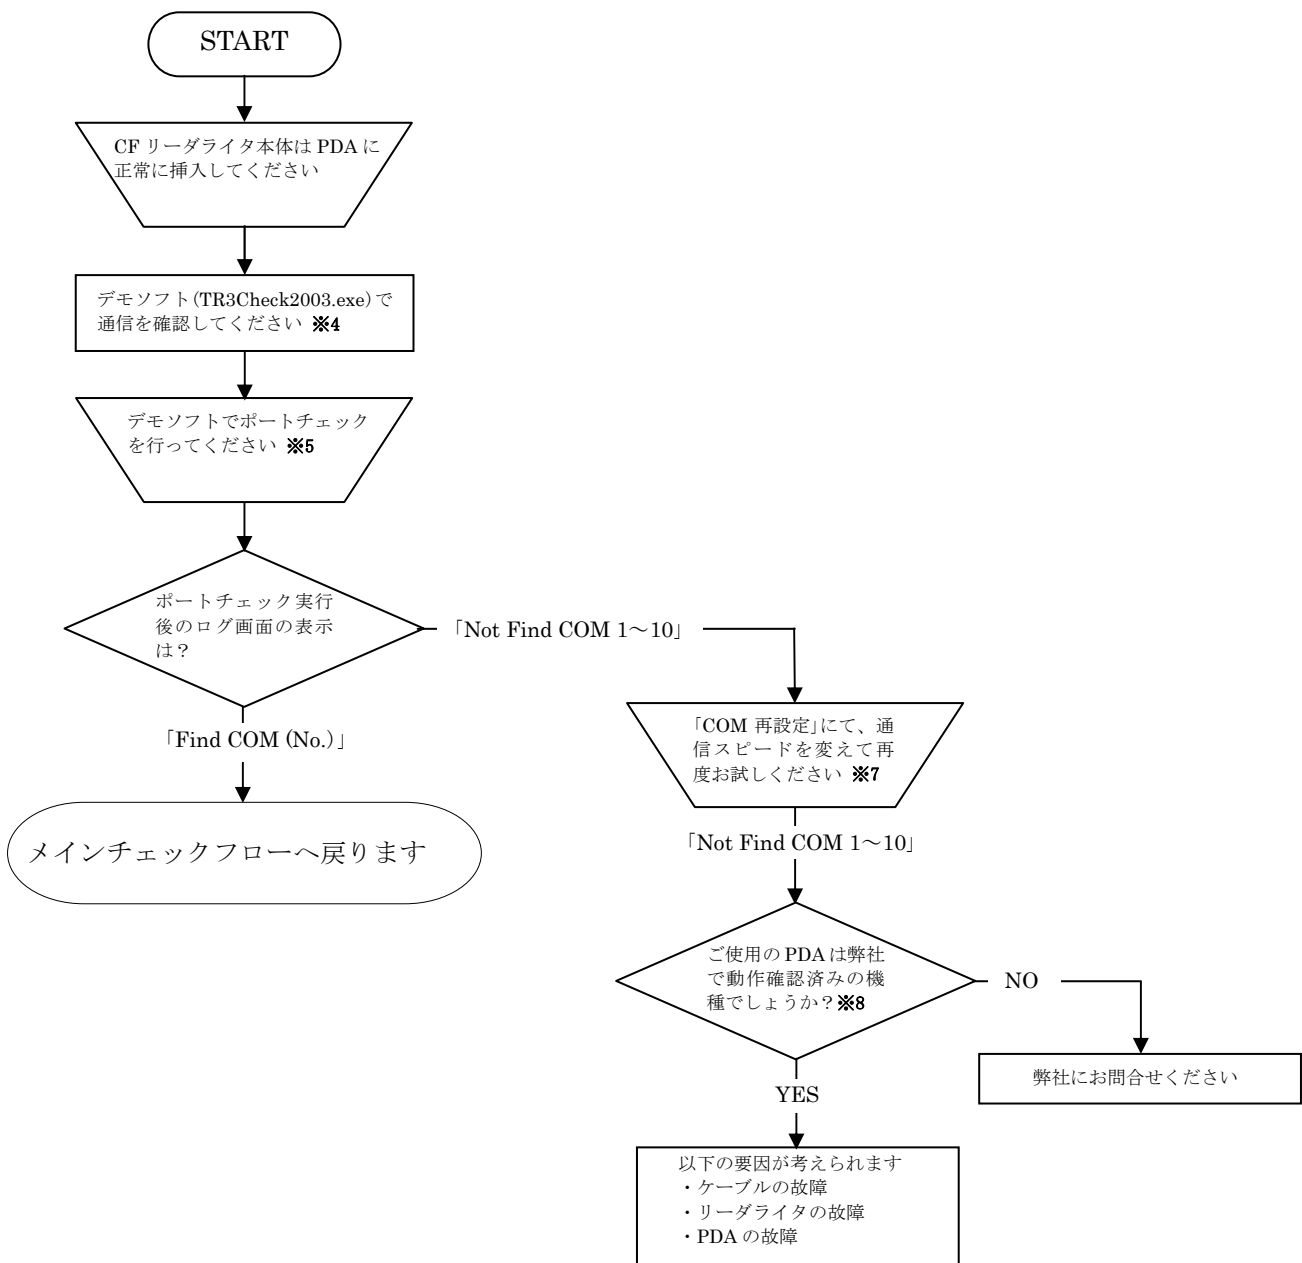 START
CF リーダライタ本体は PDA に
正常に挿入してください
デモソフト(TR3Check2003.exe)で
通信を確認してください ※4
デモソフトでポートチェック
を行ってください ※5
ポートチェック実行
後のログ画面の表示
は？
「Not Find COM 1～10」
「Find COM (No.)」
メインチェックフローへ戻ります
「COM 再設定」にて、通
信スピードを変えて再
度お試しください ※7
「Not Find COM 1～10」
ご使用の PDA は弊社
で動作確認済みの機
種でしょうか？※8
NO
弊社にお問合せください
YES
以下の要因が考えられます
・ケーブルの故障
・リーダライタの故障
・PDA の故障